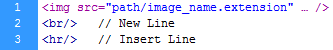 1 <img src="path/image_name.extension" … />
2 <br/> // New Line
3 <hr/> // Insert Line